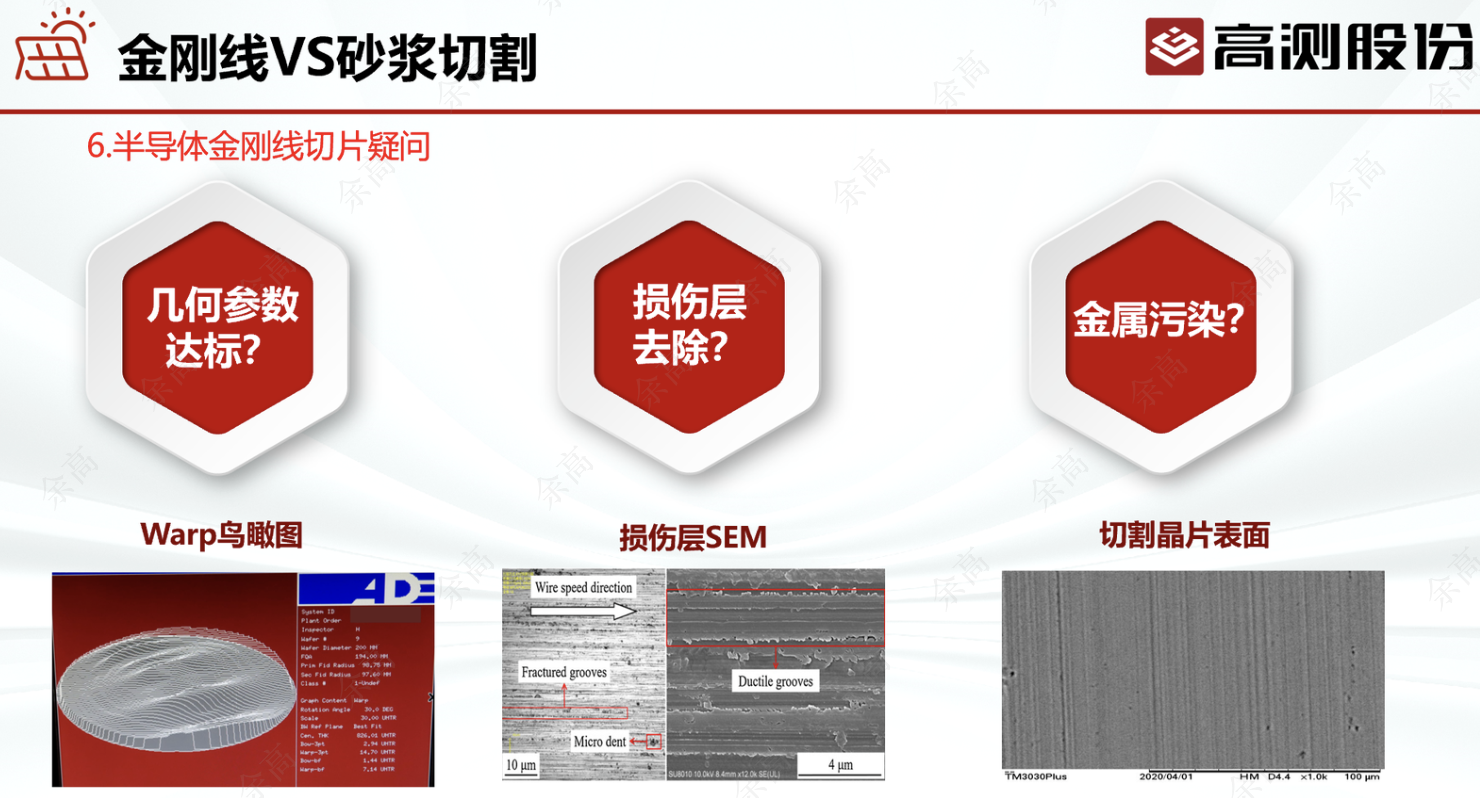 金刚线VS砂浆切割
高测股份
6.半导体金刚线切片疑问
几何参数
达标?
损伤层
去除?
金属污染?
Warp鸟瞰图
损伤层SEM
切割晶片表面
ADE
System ID
Plant Order
Inspector H
Wafer # 9
Wafer Diameter 200 MM
FQA 194.00 MM
Prim Fid Radius 98.75 MM
Sec Fid Radius 97.60 MM
Class # 1-Undef
Graph Content Warp
Rotation Angle 30.0 DEG
Scale 30.00 UMTR
BW Ref Plane Best Fit
Cen. THK 826.01 UMTR
Bow-3pt 2.94 UMTR
Warp-3pt 14.70 UMTR
Bow-bf 1.44 UMTR
Warp-bf 7.14 UMTR
Wire speed direction
Fractured grooves
Micro dent
10 μm
Ductile grooves
SU8010 10.0kV 8.4mm x12.0k SE(UL)
4 μm
TM3030Plus
2020/04/01
HM D4.4 x1.0k 100 μm
余高